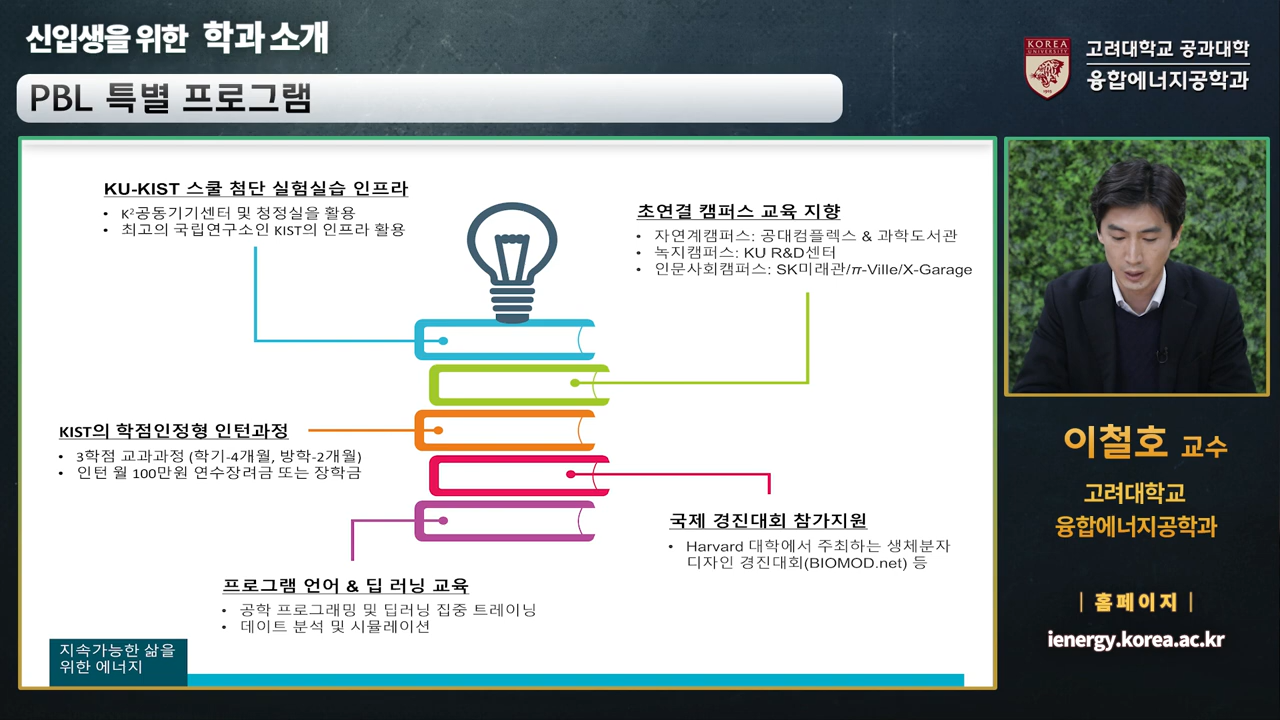 신입생을 위한 학과 소개
PBL 특별 프로그램
KOREA
UNIVERSITY
고려대학교 공과대학
융합에너지공학과
KU-KIST 스쿨 첨단 실험실습 인프라
• K²공동기기센터 및 청정실을 활용
• 최고의 국립연구소인 KIST의 인프라 활용
초연결 캠퍼스 교육 지향
• 자연계캠퍼스: 공대컴플렉스 & 과학도서관
• 녹지캠퍼스: KU R&D센터
• 인문사회캠퍼스: SK미래관/π-Ville/X-Garage
KIST의 학점인정형 인턴과정
• 3학점 교과과정 (학기-4개월, 방학-2개월)
• 인턴 월 100만원 연수장려금 또는 장학금
국제 경진대회 참가지원
• Harvard 대학에서 주최하는 생체분자
디자인 경진대회(BIOMOD.net) 등
프로그램 언어 & 딥 러닝 교육
• 공학 프로그래밍 및 딥러닝 집중 트레이닝
• 데이트 분석 및 시뮬레이션
지속가능한 삶을
위한 에너지
이철호 교수
고려대학교
융합에너지공학과
| 홈페이지 |
ienergy.korea.ac.kr